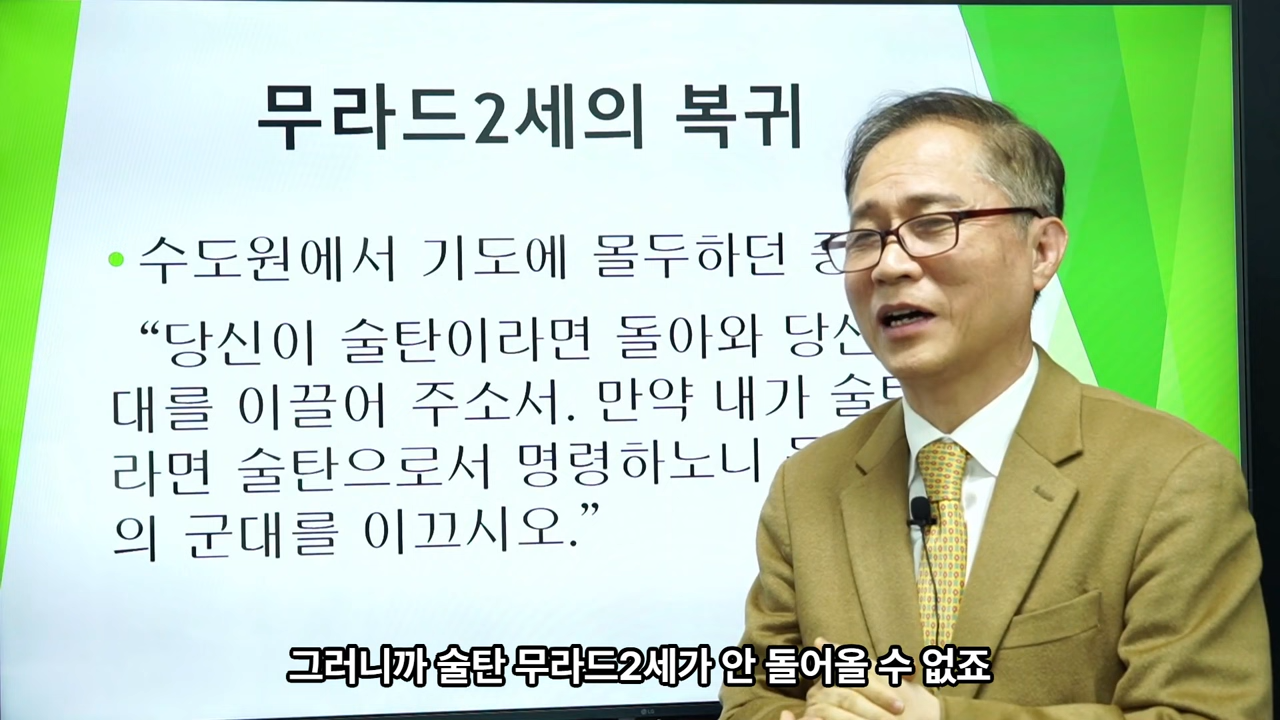 무라드2세의 복귀
• 수도원에서 기도에 몰두하던
“당신이 술탄이라면 돌아와
대를 이끌어 주소서. 만약 내가
라면 술탄으로서 명령하노니
의 군대를 이끄시오.”
그러니까 술탄 무라드2세가 안 돌어올 수 없죠
LG